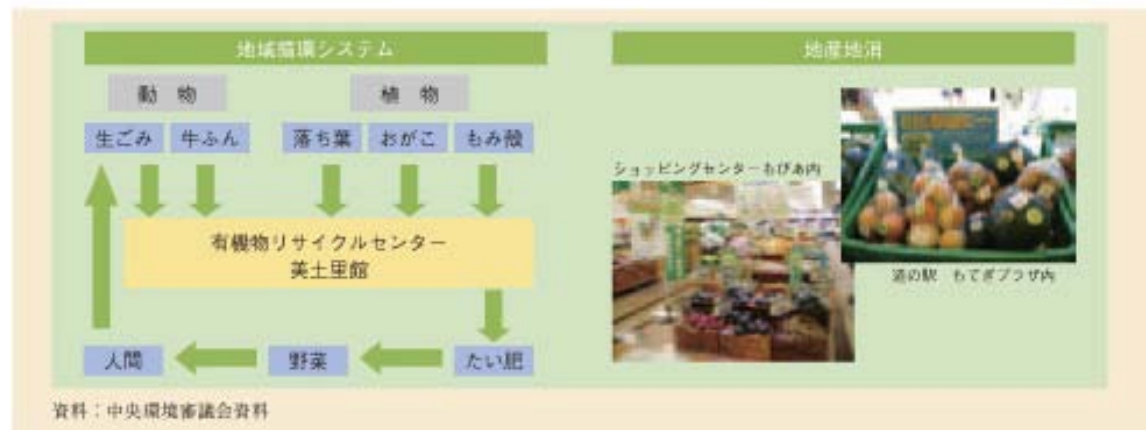 地域循環システム
動 物
植 物
生ごみ
牛ふん
落ち葉
おがこ
もみ殻
有機物リサイクルセンター
美土里館
人間
野菜
たい肥
地産地消
ショッピングセンターもぴあ内
道の駅 もてぎプラザ内
資料：中央環境審議会資料